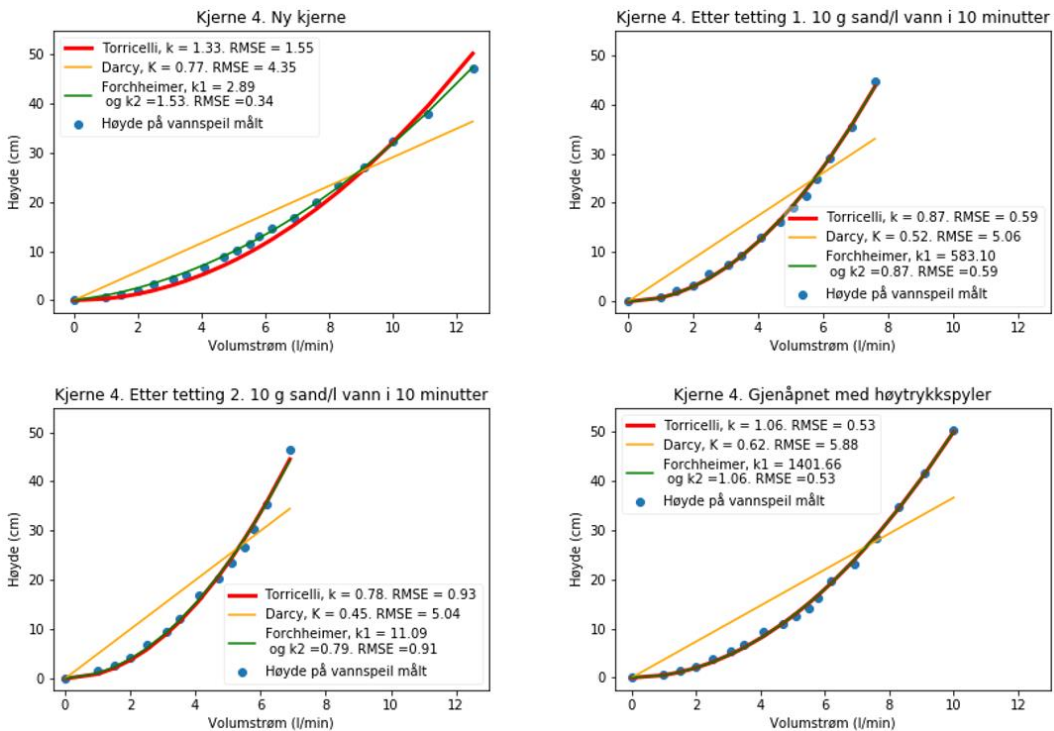 Kjerne 4. Ny kjerne
Torricelli, k = 1.33. RMSE = 1.55
Darcy, K = 0.77. RMSE = 4.35
Forchheimer, k1 = 2.89
og k2 =1.53. RMSE =0.34
Høyde på vannspeil målt
Høyde (cm)
50
40
30
20
10
0
0 2 4 6 8 10 12
Volumstrøm (l/min)
Kjerne 4. Etter tetting 1. 10 g sand/l vann i 10 minutter
Høyde (cm)
50
40
30
20
10
0
Torricelli, k = 0.87. RMSE = 0.59
Darcy, K = 0.52. RMSE = 5.06
Forchheimer, k1 = 583.10
og k2 =0.87. RMSE =0.59
Høyde på vannspeil målt
0 2 4 6 8 10 12
Volumstrøm (l/min)
Kjerne 4. Etter tetting 2. 10 g sand/l vann i 10 minutter
Høyde (cm)
50
40
30
20
10
0
Torricelli, k = 0.78. RMSE = 0.93
Darcy, K = 0.45. RMSE = 5.04
Forchheimer, k1 = 11.09
og k2 =0.79. RMSE =0.91
Høyde på vannspeil målt
0 2 4 6 8 10 12
Volumstrøm (l/min)
Kjerne 4. Gjenåpnet med høytrykkspyler
Torricelli, k = 1.06. RMSE = 0.53
Darcy, K = 0.62. RMSE = 5.88
Forchheimer, k1 = 1401.66
og k2 =1.06. RMSE =0.53
Høyde på vannspeil målt
Høyde (cm)
50
40
30
20
10
0
0 2 4 6 8 10 12
Volumstrøm (l/min)